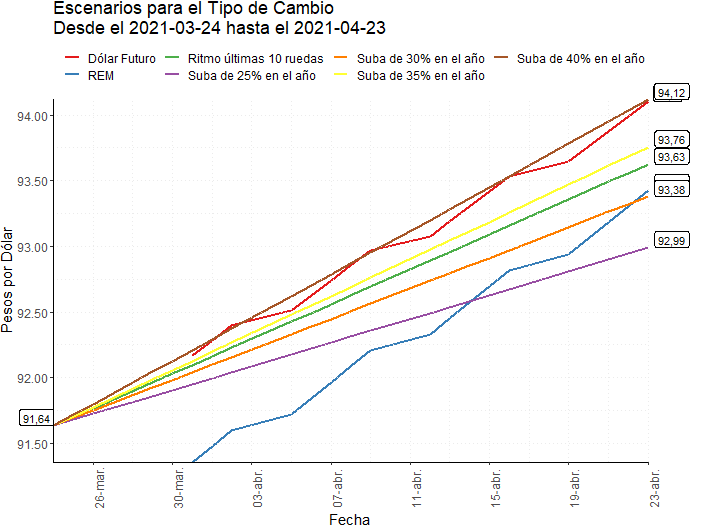 Escenarios para el Tipo de Cambio
Desde el 2021-03-24 hasta el 2021-04-23
Dólar Futuro
Ritmo últimas 10 ruedas
Suba de 30% en el año
Suba de 40% en el año
REM
Suba de 25% en el año
Suba de 35% en el año
94.00
93.50
93.00
92.50
92.00
91.50
Pesos por Dólar
91,64
94,12
93,76
93,63
93,38
92,99
26-mar.
30-mar.
03-abr.
07-abr.
11-abr.
15-abr.
19-abr.
23-abr.
Fecha